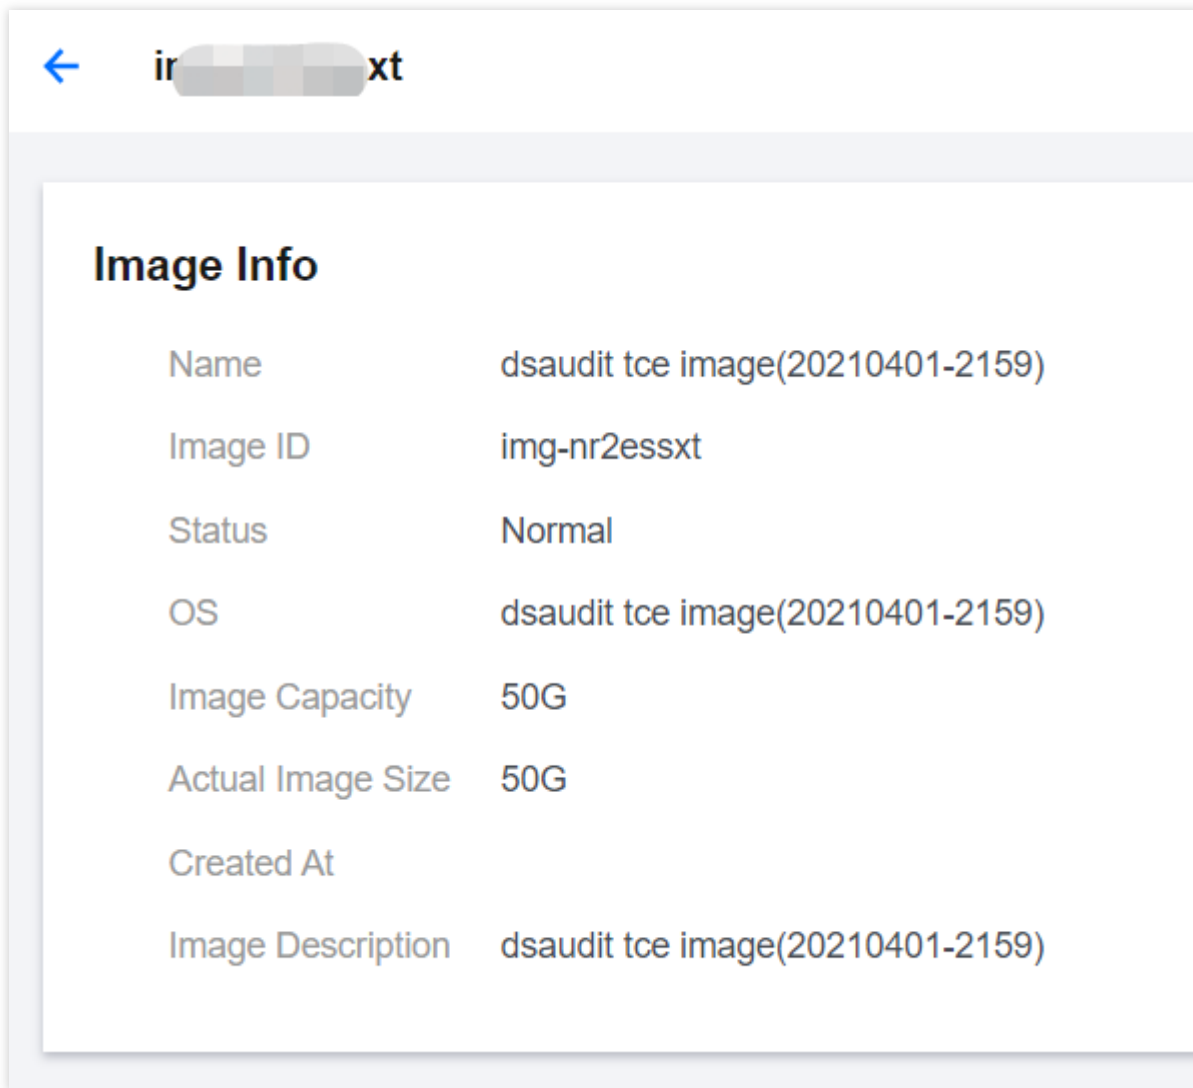 Image Info
Name dsaudit tce image(20210401-2159)
Image ID img-nr2essxt
Status Normal
OS dsaudit tce image(20210401-2159)
Image Capacity 50G
Actual Image Size 50G
Created At
Image Description dsaudit tce image(20210401-2159)